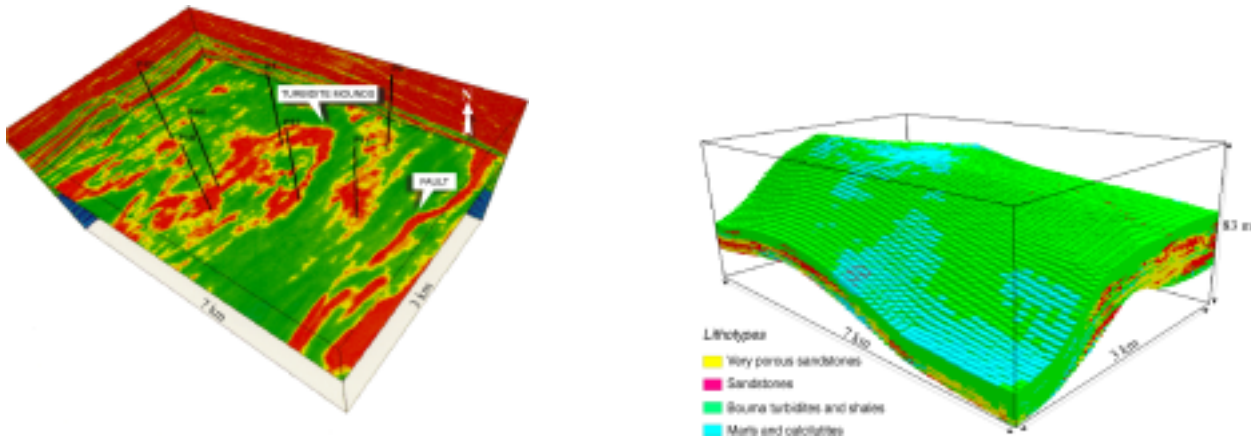 TURBIDITE MOUNDS
N
FAULT
7 km
3 km
83 m
7 km
3 km
Lithotypes
Very porous sandstones
Sandstones
Bouma turbidites and shales
Marls and calcilutites